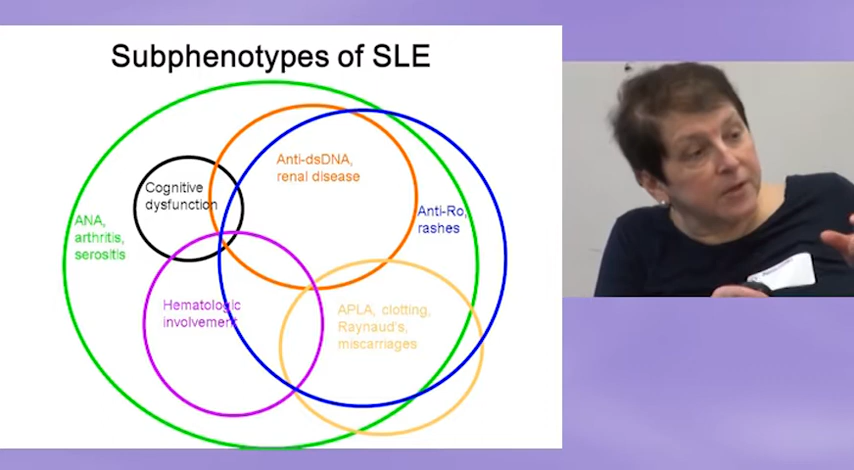 Subphenotypes of SLE
Anti-dsDNA,
renal disease
Cognitive
dysfunction
Anti-Ro,
rashes
ANA,
arthritis,
serositis
Hematologic
involvement
APLA, clotting,
Raynaud's,
miscarriages